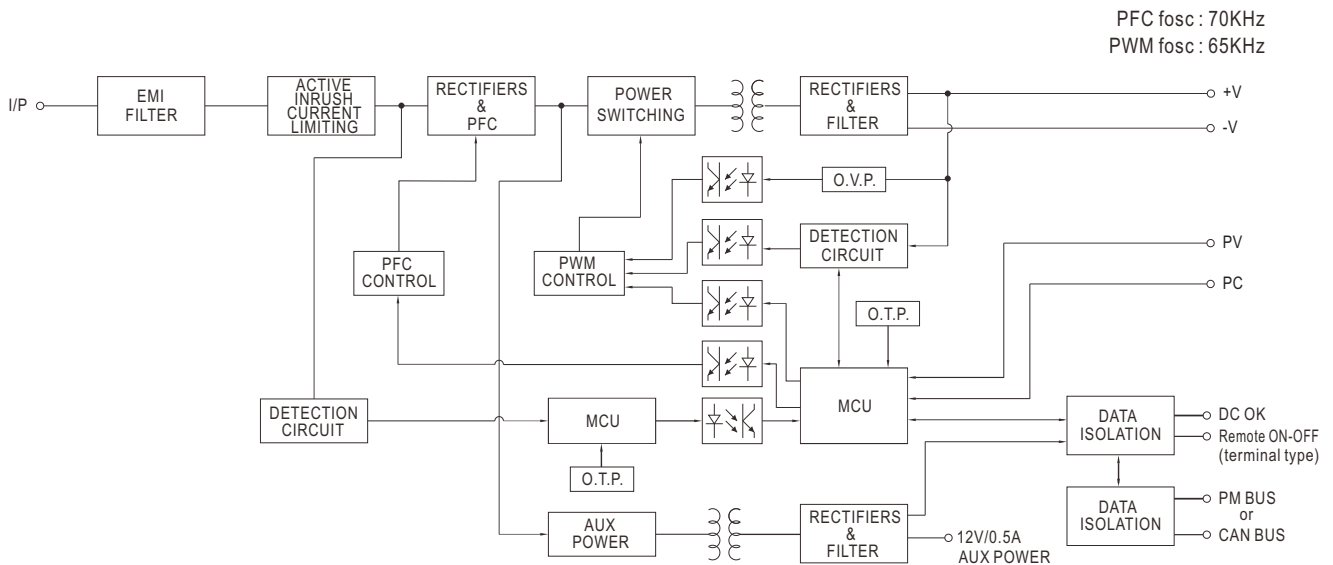 PFC fosc : 70KHz
PWM fosc : 65KHz
I/P
EMI
FILTER
ACTIVE
INRUSH
CURRENT
LIMITING
RECTIFIERS
&
PFC
POWER
SWITCHING
RECTIFIERS
&
FILTER
+V
-V
O.V.P.
DETECTION
CIRCUIT
PFC
CONTROL
PWM
CONTROL
PV
PC
O.T.P.
MCU
DETECTION
CIRCUIT
MCU
O.T.P.
DATA
ISOLATION
DC OK
Remote ON-OFF
(terminal type)
AUX
POWER
RECTIFIERS
&
FILTER
12V/0.5A
AUX POWER
DATA
ISOLATION
PM BUS
or
CAN BUS